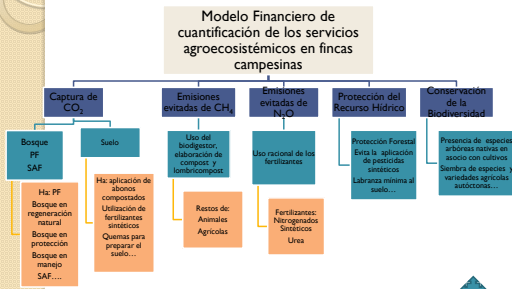 Modelo Financiero de
cuantificación de los servicios
agroecosistémicos en fincas
campesinas
Captura de
CO₂
Emisiones
evitadas de CH₄
Emisiones
evitadas de
N₂O
Protección del
Recurso Hídrico
Conservación
de la
Biodiversidad
Bosque
PF
SAF
Suelo
Uso del
biodigestor,
elaboración de
compost y
lombricompost
Uso racional de los
fertilizantes
Protección Forestal
Evita la aplicación
de pesticidas
sintéticos
Labranza mínima al
suelo…
Presencia de especies
arbóreas nativas en
asocio con cultivos
Siembra de especies y
variedades agrícolas
autóctonas…
Ha: PF
Bosque en
regeneración
natural
Bosque en
protección
Bosque en
manejo
SAF….
Ha: aplicación de
abonos
compostados
Utilización de
fertilizantes
sintéticos
Quemas para
preparar el
suelo…
Restos de:
Animales
Agrícolas
Fertilizantes:
Nitrogenados
Sintéticos
Urea